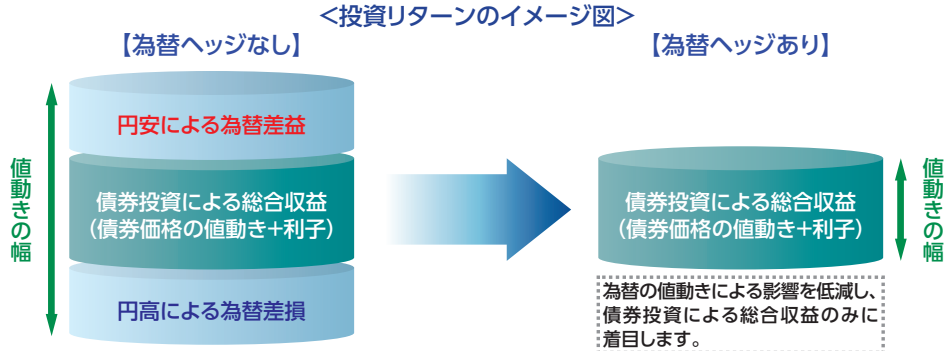 <投資リターンのイメージ図>
【為替ヘッジなし】
値動きの幅
円安による為替差益
債券投資による総合収益
(債券価格の値動き+利子)
円高による為替差損
【為替ヘッジあり】
債券投資による総合収益
(債券価格の値動き+利子)
値動きの幅
為替の値動きによる影響を低減し、
債券投資による総合収益のみに
着目します。